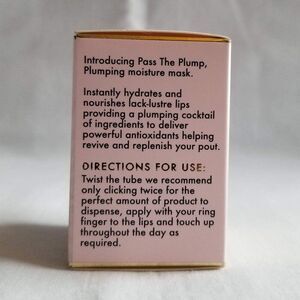 Introducing Pass The Plump,
Plumping moisture mask.
Instantly hydrates and
nourishes lack-lustre lips
providing a plumping cocktail
of ingredients to deliver
powerful antioxidants helping
revive and replenish your pout.
DIRECTIONS FOR USE:
Twist the tube we recommend
only clicking twice for the
perfect amount of product to
dispense, apply with your ring
finger to the lips and touch up
throughout the day as
required.